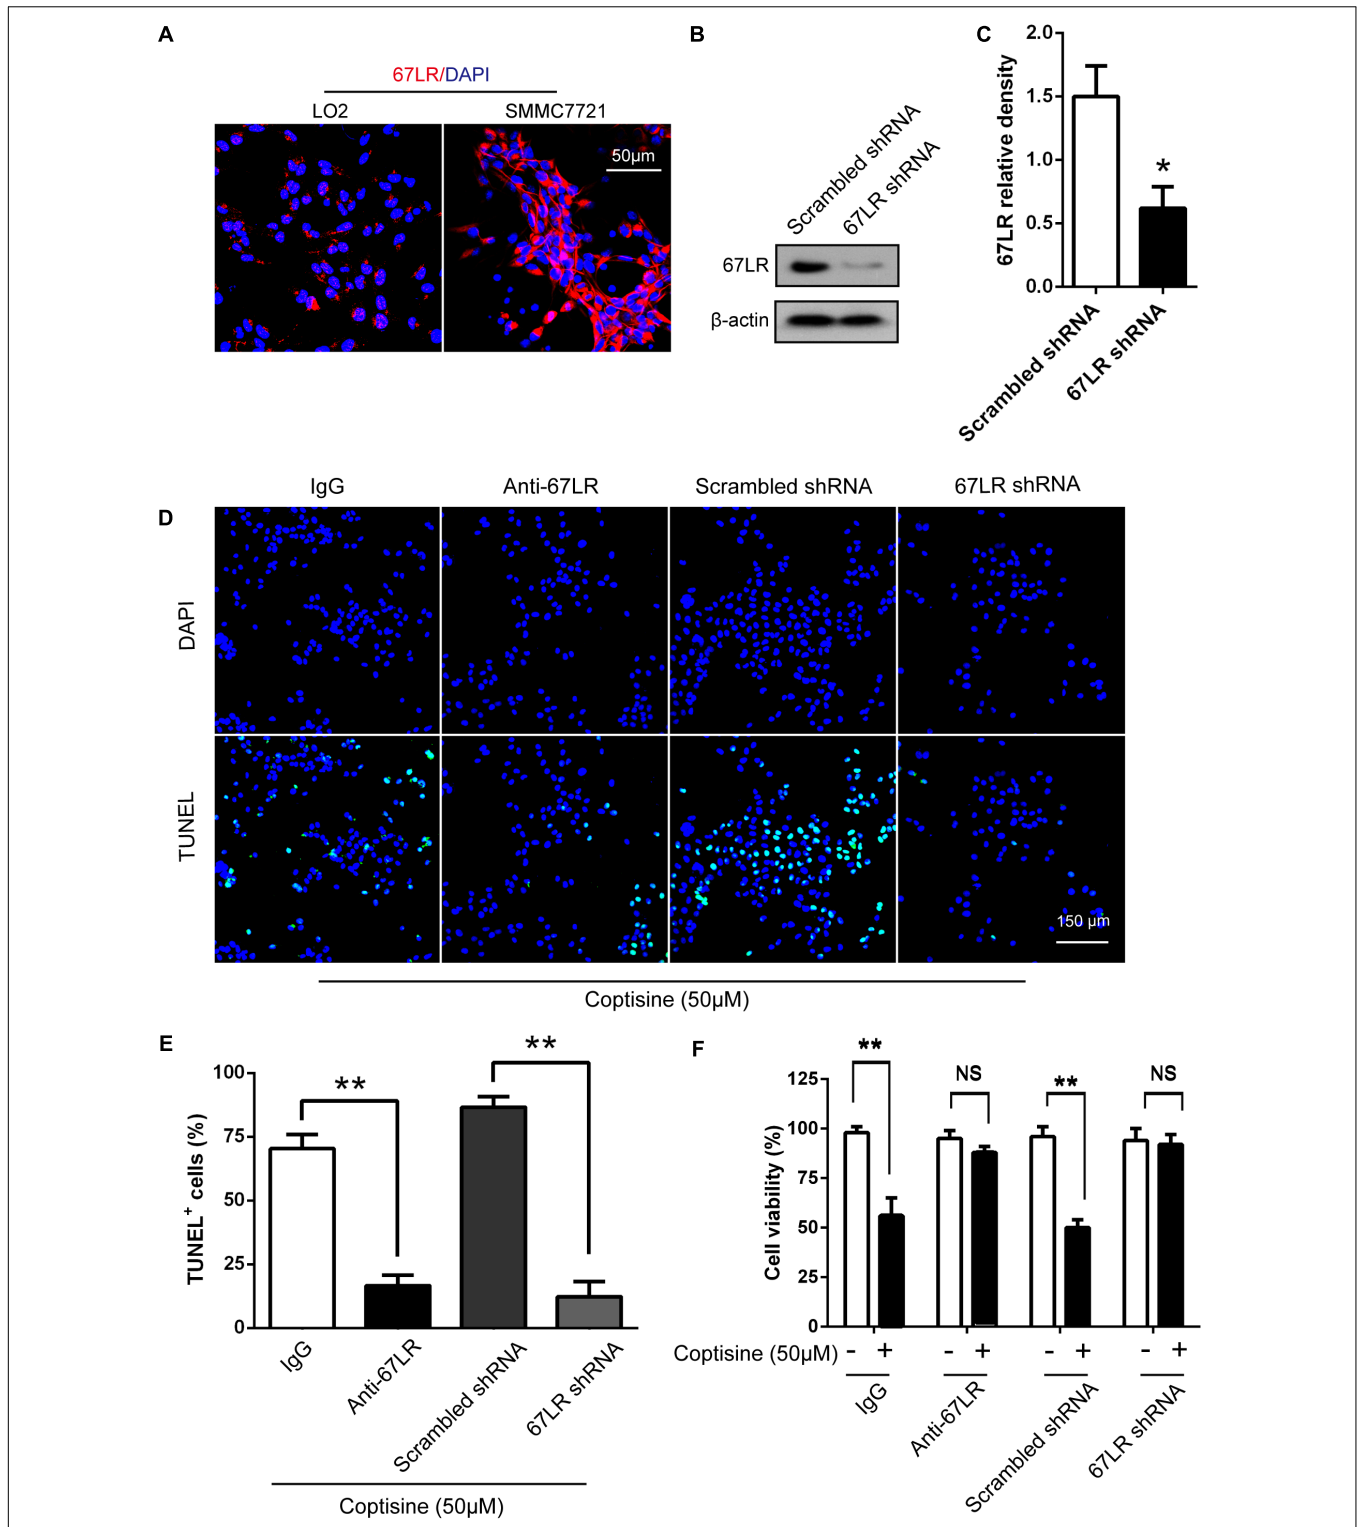 A
67LR/DAPI
LO2
SMMC7721
50µm
B
Scrambled shRNA
67LR shRNA
67LR
β-actin
C
67LR relative density
2.0
1.5
1.0
0.5
0.0
*
Scrambled shRNA
67LR shRNA
D
IgG
Anti-67LR
Scrambled shRNA
67LR shRNA
DAPI
TUNEL
150 µm
Coptisine (50µM)
E
TUNEL+ cells (%)
100
75
50
25
0
**
**
IgG
Anti-67LR
Scrambled shRNA
67LR shRNA
Coptisine (50µM)
F
Cell viability (%)
125
100
75
50
25
0
**
NS
**
NS
Coptisine (50µM) - + - + - + - +
IgG
Anti-67LR
Scrambled shRNA
67LR shRNA